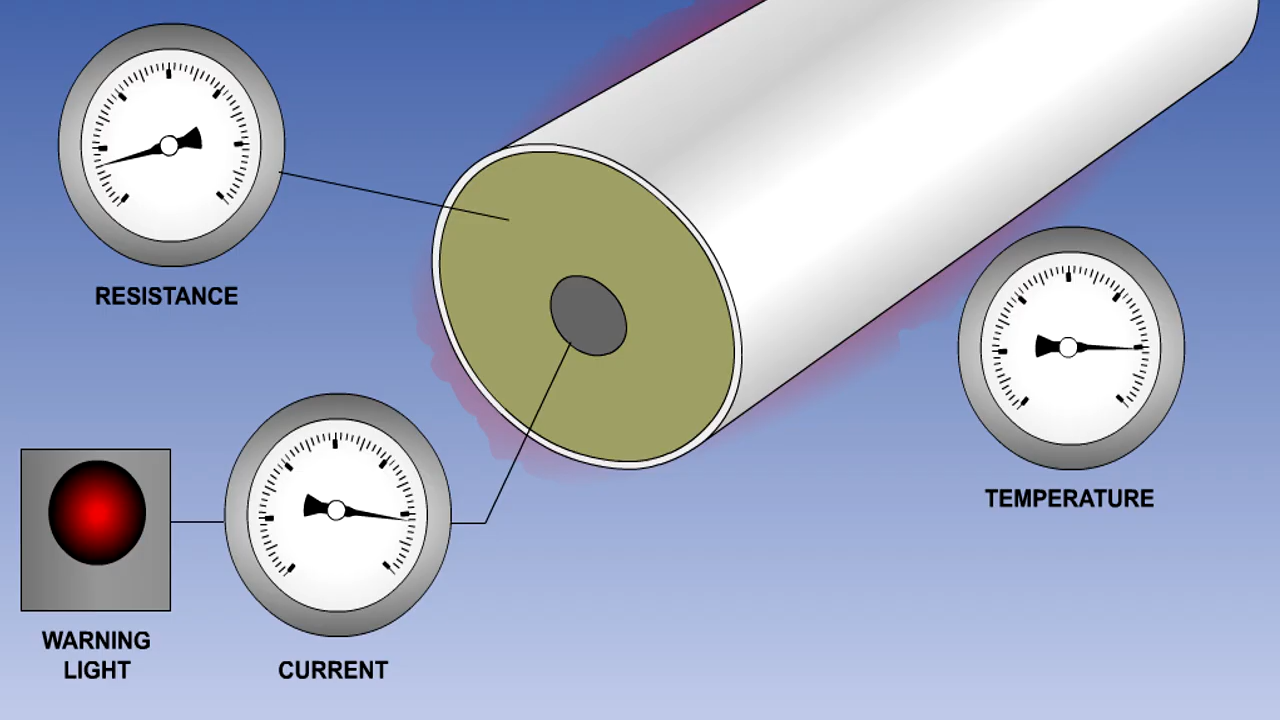 RESISTANCE
TEMPERATURE
WARNING
LIGHT
CURRENT